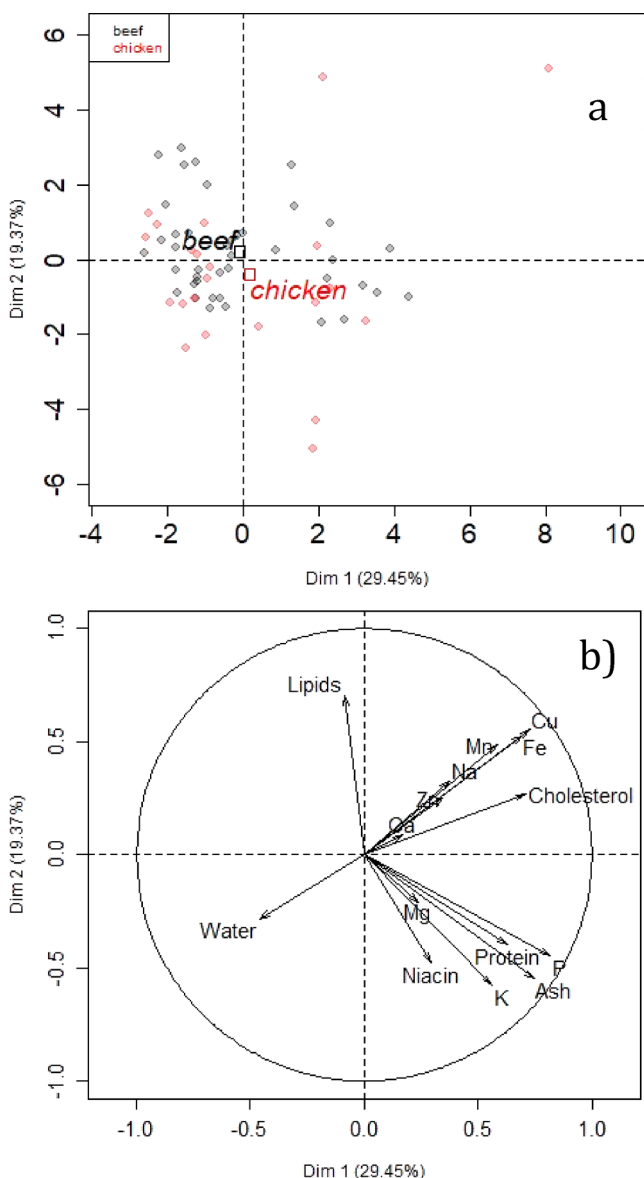 beef
chicken
a
6
4
2
0
-2
-4
-6
Dim 2 (19.37%)
beef
chicken
-4 -2 0 2 4 6 8 10
Dim 1 (29.45%)
b)
1.0
0.5
0.0
-0.5
-1.0
Dim 2 (19.37%)
Lipids
Cu
Mn
Fe
Na
Zn
Cholesterol
Ca
Mg
Water
Protein
P
Niacin
Ash
K
-1.0 -0.5 0.0 0.5 1.0
Dim 1 (29.45%)